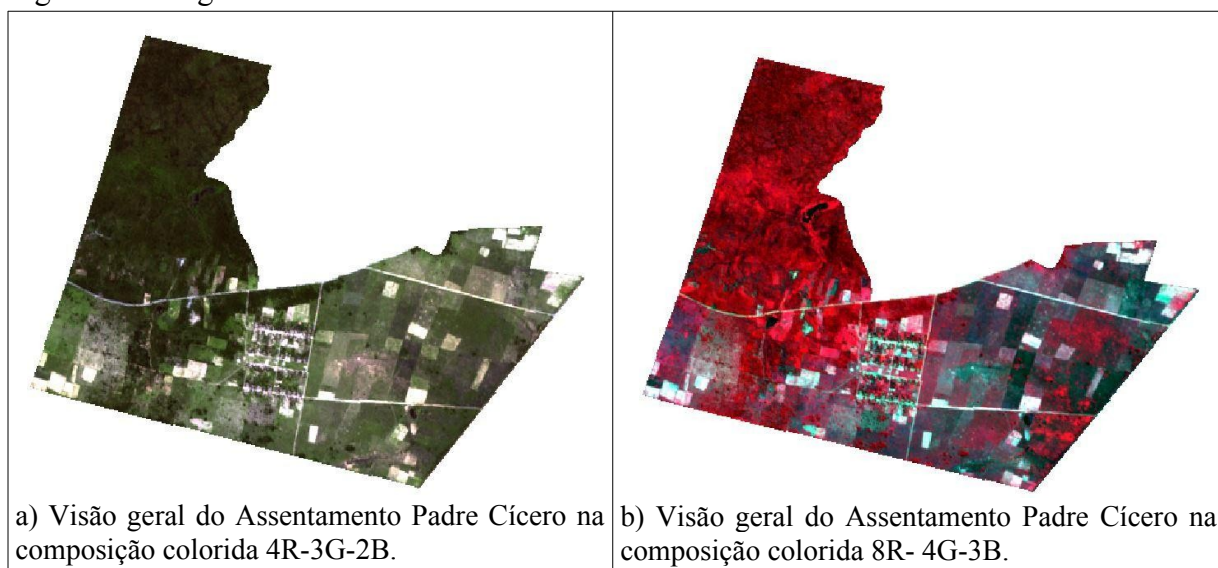 a) Visão geral do Assentamento Padre Cícero na
composição colorida 4R-3G-2B.
b) Visão geral do Assentamento Padre Cícero na
composição colorida 8R- 4G-3B.